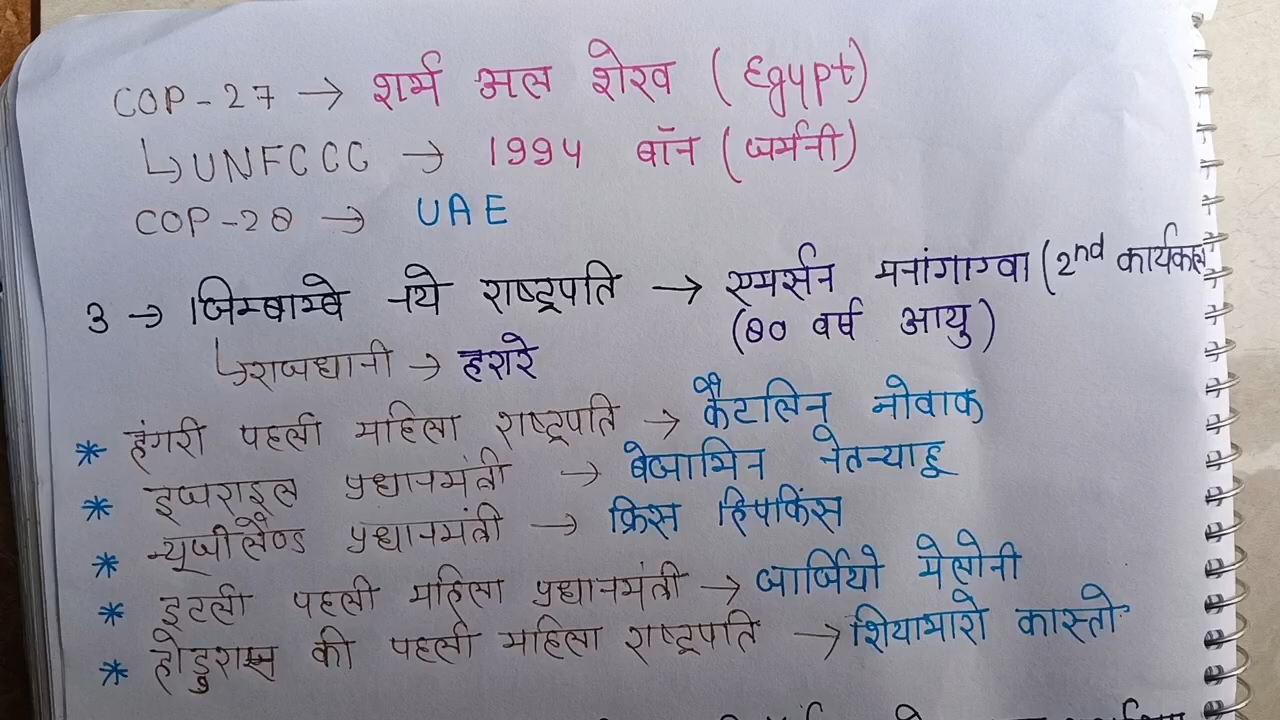 COP-27 → शर्म अल शेख (Egypt)
↳ UNFCCC → 1994 बॉन (जर्मनी)
COP-28 → UAE
3 → जिम्बाम्वे नये राष्ट्रपति → एमर्सन मनांगाग्वा (2nd कार्यकाल
(80 वर्ष आयु)
↳ राजधानी → हरारे
* हंगरी पहली महिला राष्ट्रपति → कैटलिन नोवाक
* इजराइल प्रधानमंत्री → बेंजामिन नेतन्याहू
* न्यूजीलैण्ड प्रधानमंत्री → क्रिस हिपकिंस
* इटली पहली महिला प्रधानमंत्री → जार्जियो मेलोनी
* होंडुरास की पहली महिला राष्ट्रपति → शियाभारो कास्तो